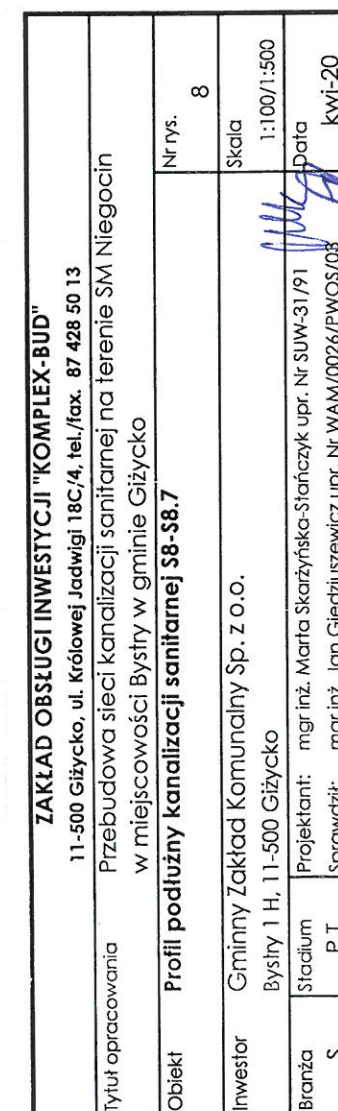 ZAKŁAD OBSŁUGI INWESTYCJI "KOMPLEX-BUD"
11-500 Giżycko, ul. Królowej Jadwigi 18C/4, tel./fax. 87 428 50 13
Tytuł opracowania Przebudowa sieci kanalizacji sanitarnej na terenie SM Niegocin
w miejscowości Bystry w gminie Giżycko
Obiekt Profil podłużny kanalizacji sanitarnej S8-S8.7 Nr rys.
8
Inwestor Gminny Zakład Komunalny Sp. z o.o. Skala
Bystry 1 H, 11-500 Giżycko 1:100/1:500
Branża Stadium Projektant: mgr inż. Marta Skarżyńska-Stańczyk upr. Nr SUW-31/91 Data
S P.T. Sprawdził: mgr inż. Jan Giedziuszewicz upr. Nr WAM/0026/PWOS/03 kwi-20